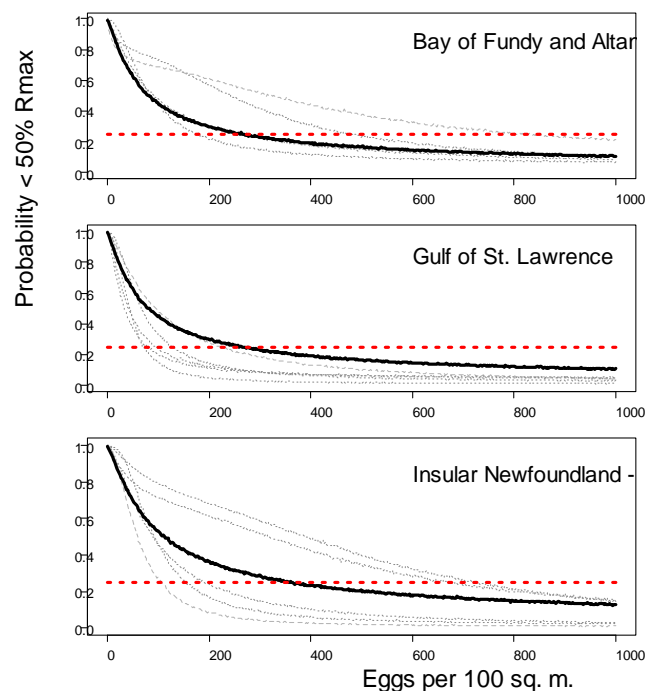 Probability < 50% Rmax
Bay of Fundy and Altar
1.0
0.8
0.6
0.4
0.2
0.0
0 200 400 600 800 1000
Gulf of St. Lawrence
1.0
0.8
0.6
0.4
0.2
0.0
0 200 400 600 800 1000
Insular Newfoundland -
1.0
0.8
0.6
0.4
0.2
0.0
0 200 400 600 800 1000
Eggs per 100 sq. m.